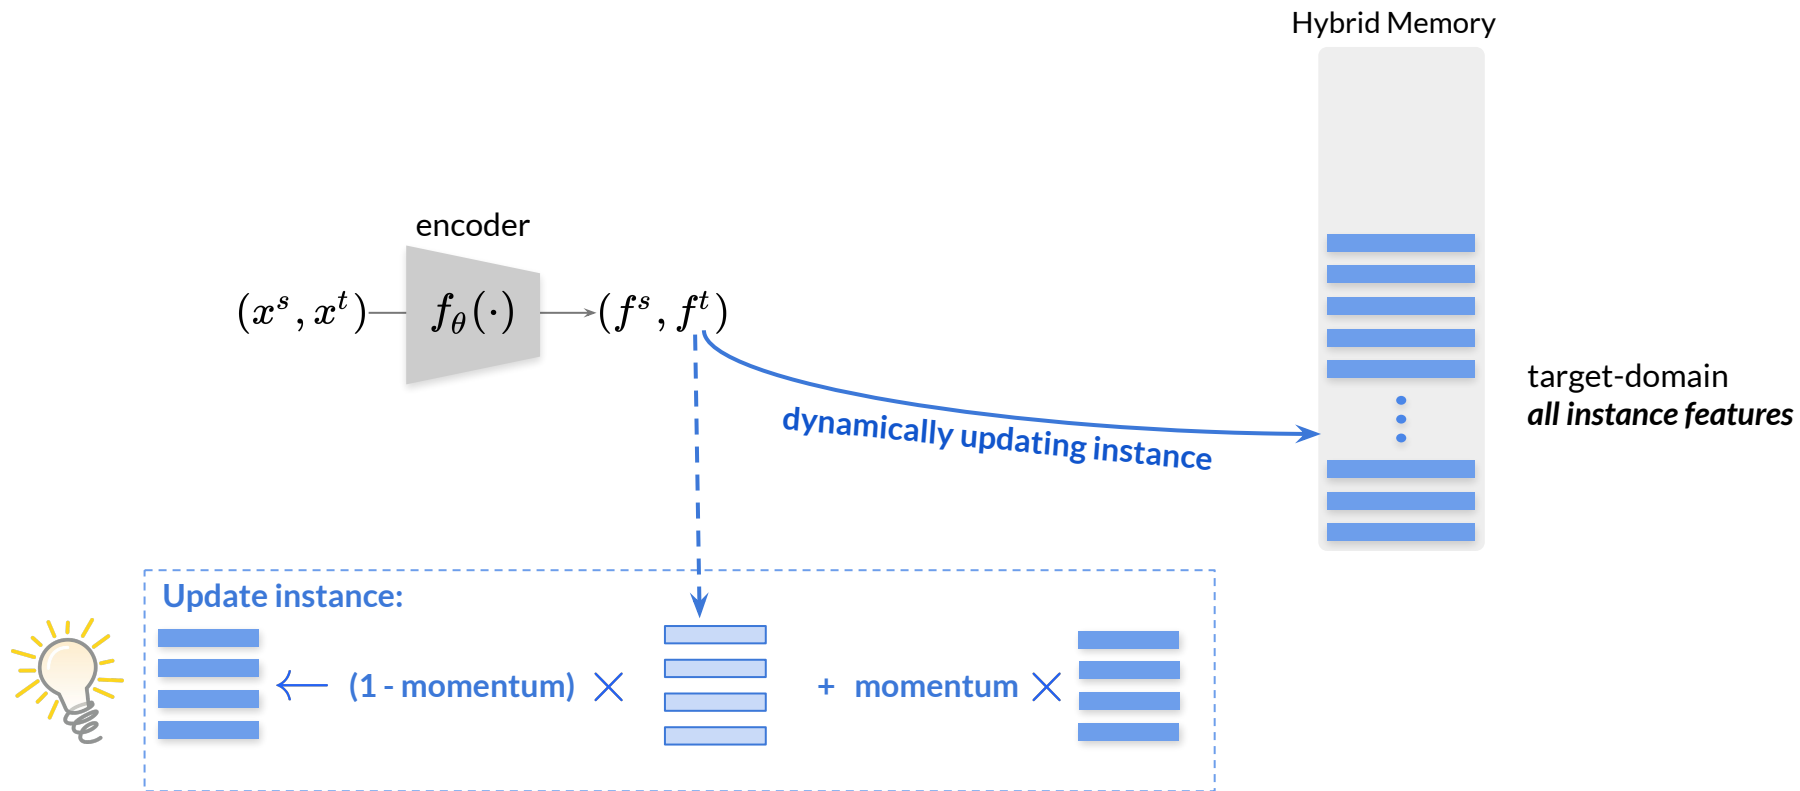 Hybrid Memory
encoder
(x^s, x^t)
f_θ(·)
(f^s, f^t)
target-domain
all instance features
dynamically updating instance
Update instance:
← (1 - momentum) × + momentum ×